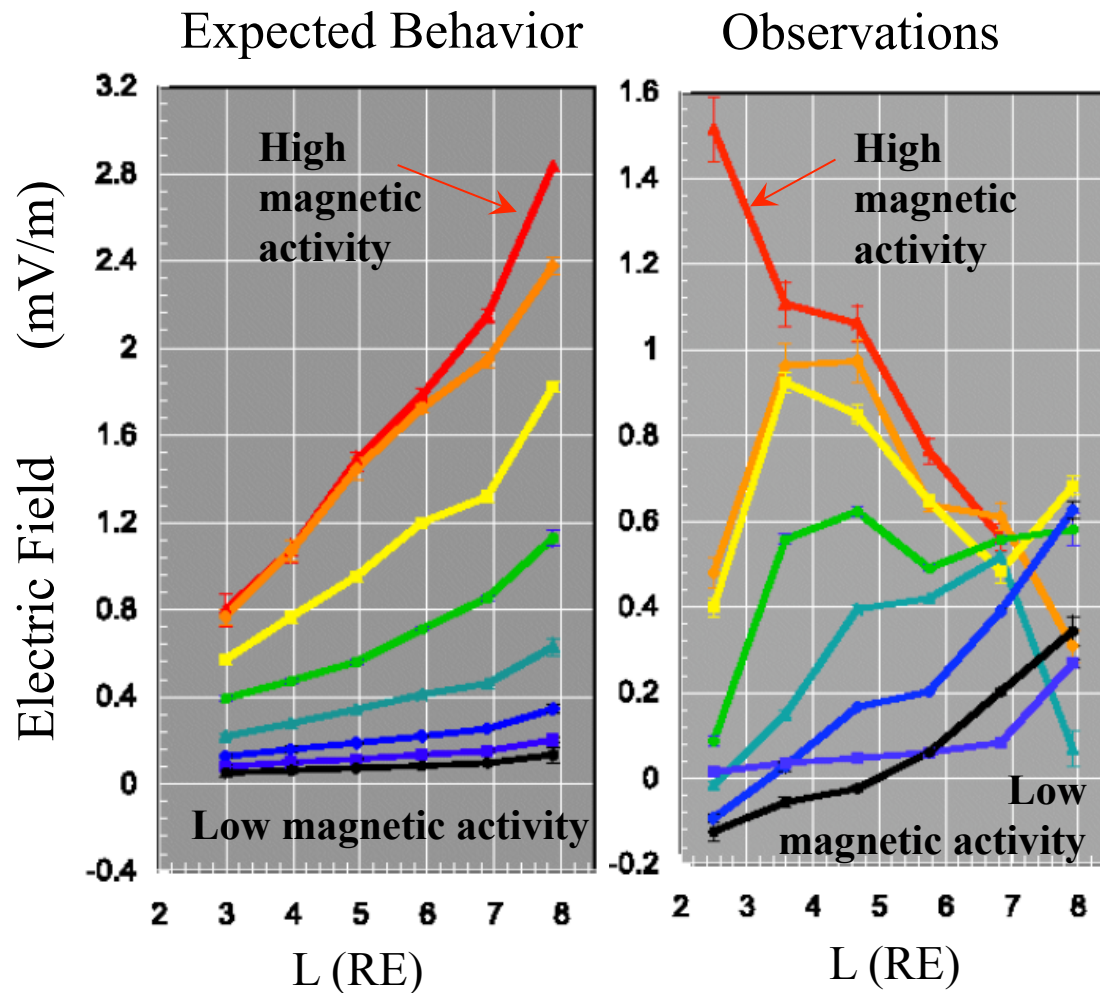 Expected Behavior
Observations
Electric Field (mV/m)
3.2
2.8
2.4
2
1.6
1.2
0.8
0.4
0
-0.4
High
magnetic
activity
Low magnetic activity
2 3 4 5 6 7 8
L (RE)
1.6
1.4
1.2
1
0.8
0.6
0.4
0.2
0
-0.2
High
magnetic
activity
Low
magnetic activity
2 3 4 5 6 7 8
L (RE)